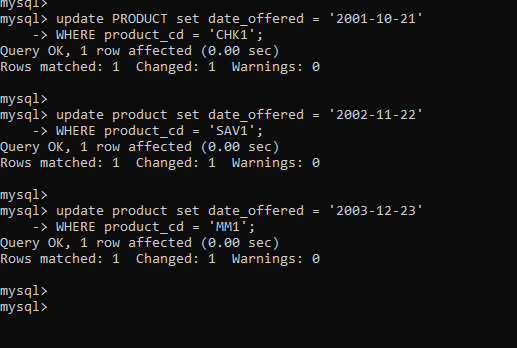 mysql>
mysql> update PRODUCT set date_offered = '2001-10-21'
    -> WHERE product_cd = 'CHK1';
Query OK, 1 row affected (0.00 sec)
Rows matched: 1  Changed: 1  Warnings: 0

mysql>
mysql> update product set date_offered = '2002-11-22'
    -> WHERE product_cd = 'SAV1';
Query OK, 1 row affected (0.00 sec)
Rows matched: 1  Changed: 1  Warnings: 0

mysql>
mysql> update product set date_offered = '2003-12-23'
    -> WHERE product_cd = 'MM1';
Query OK, 1 row affected (0.00 sec)
Rows matched: 1  Changed: 1  Warnings: 0

mysql>
mysql>